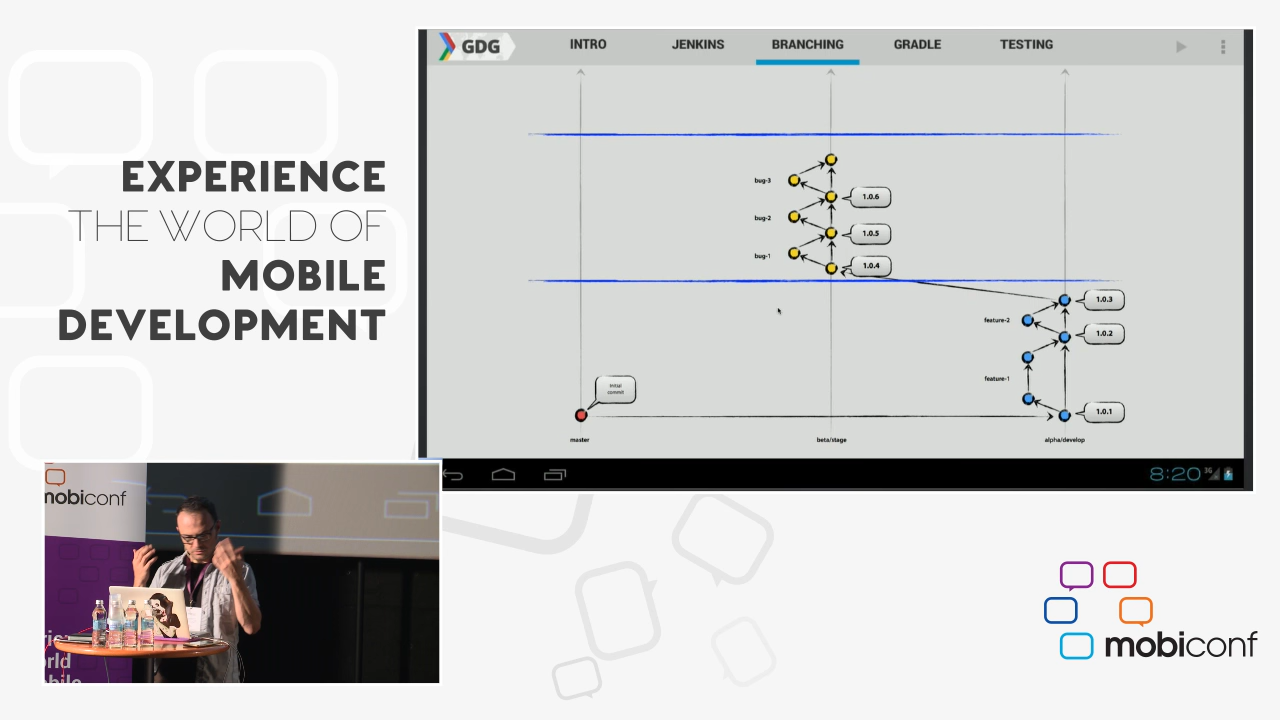 EXPERIENCE
THE WORLD OF
MOBILE
DEVELOPMENT
GDG
INTRO
JENKINS
BRANCHING
GRADLE
TESTING
bug-3
1.0.6
bug-2
1.0.5
bug-1
1.0.4
1.0.3
feature-2
1.0.2
feature-1
Initial
commit
1.0.1
master
beta/stage
alpha/develop
8:20
3G
mobiconf
mobiconf